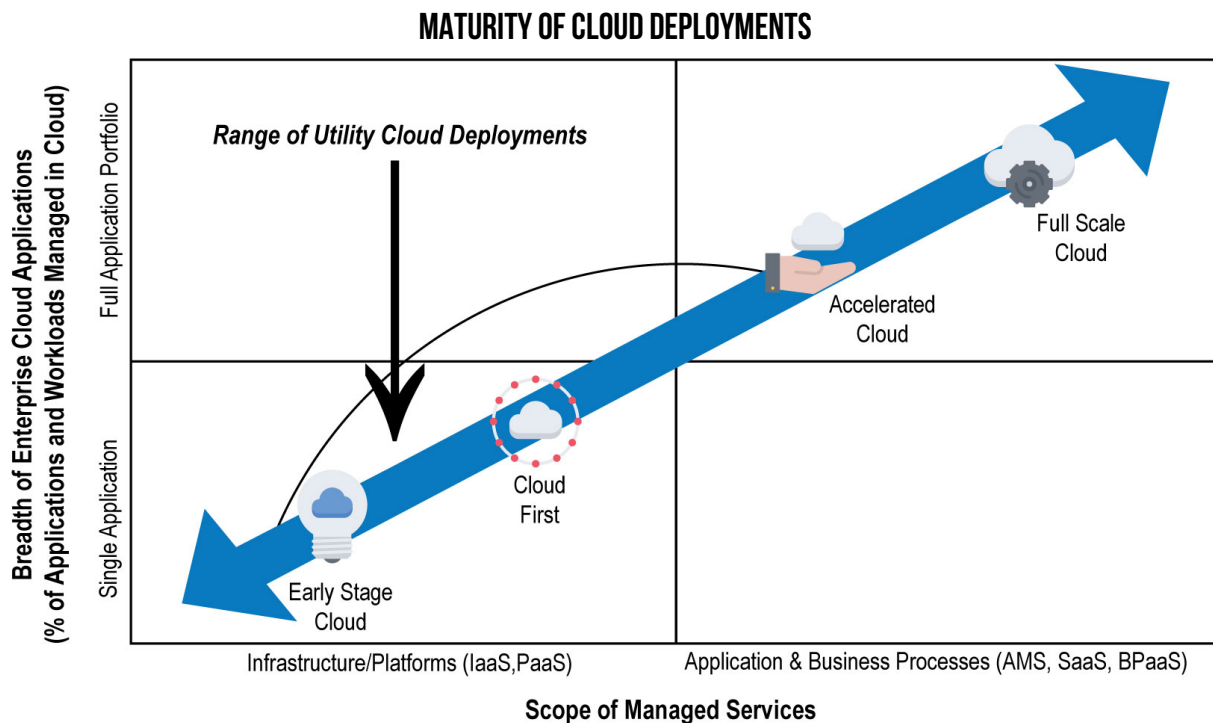 MATURITY OF CLOUD DEPLOYMENTS
Breadth of Enterprise Cloud Applications
(% of Applications and Workloads Managed in Cloud)
Full Application Portfolio
Single Application
Range of Utility Cloud Deployments
Full Scale
Cloud
Accelerated
Cloud
Cloud
First
Early Stage
Cloud
Infrastructure/Platforms (IaaS,PaaS)
Application & Business Processes (AMS, SaaS, BPaaS)
Scope of Managed Services